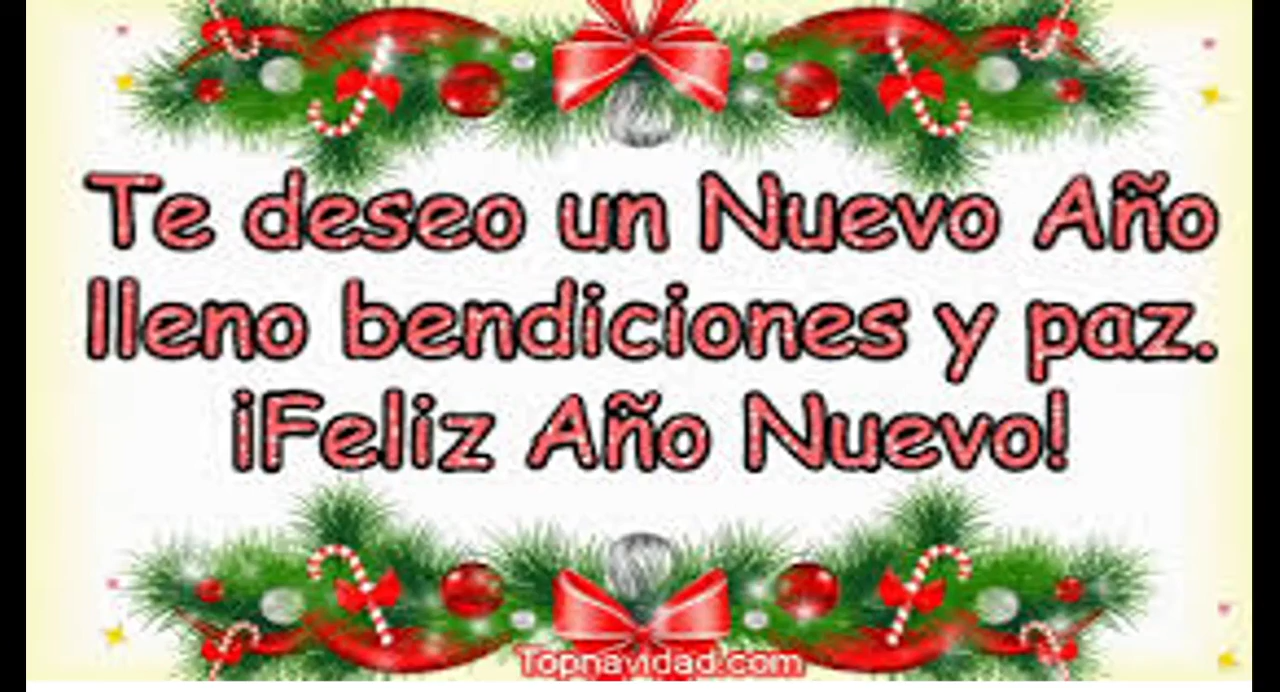 Te deseo un Nuevo Año
lleno bendiciones y paz.
¡Feliz Año Nuevo!
Topnavidad.com